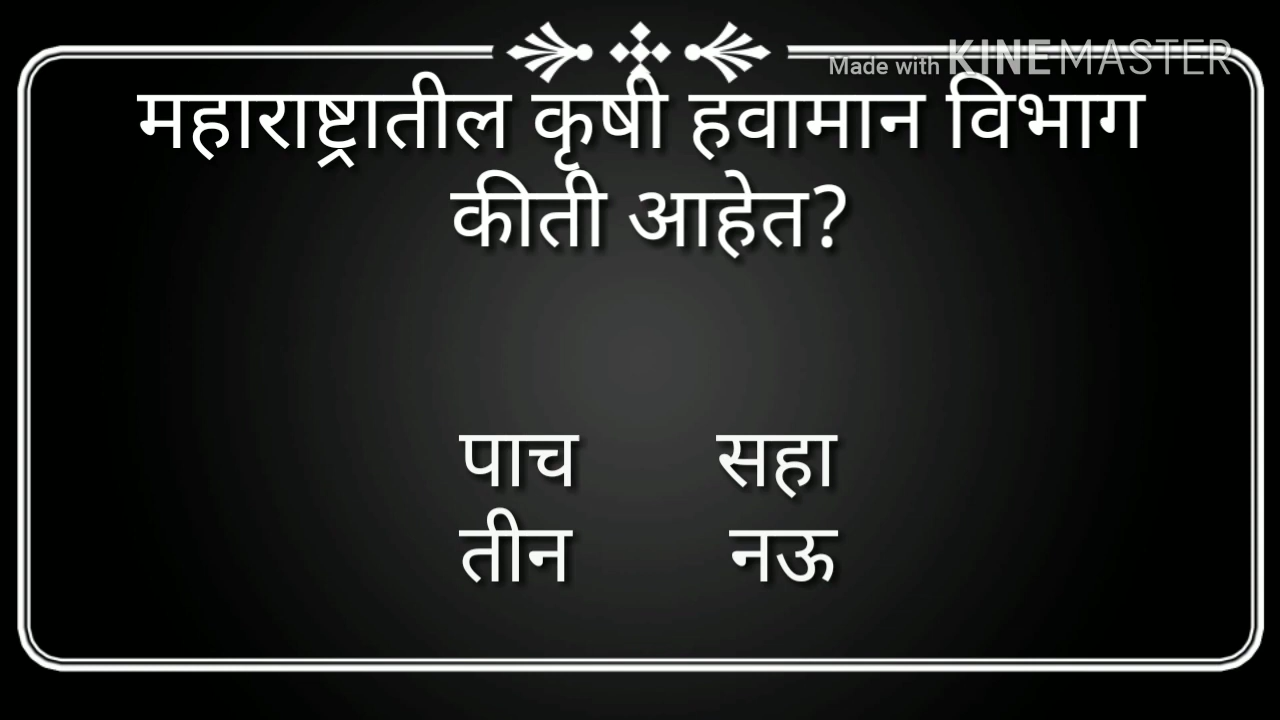 Made with KINEMASTER
महाराष्ट्रातील कृषी हवामान विभाग
कीती आहेत?
पाच सहा
तीन नऊ